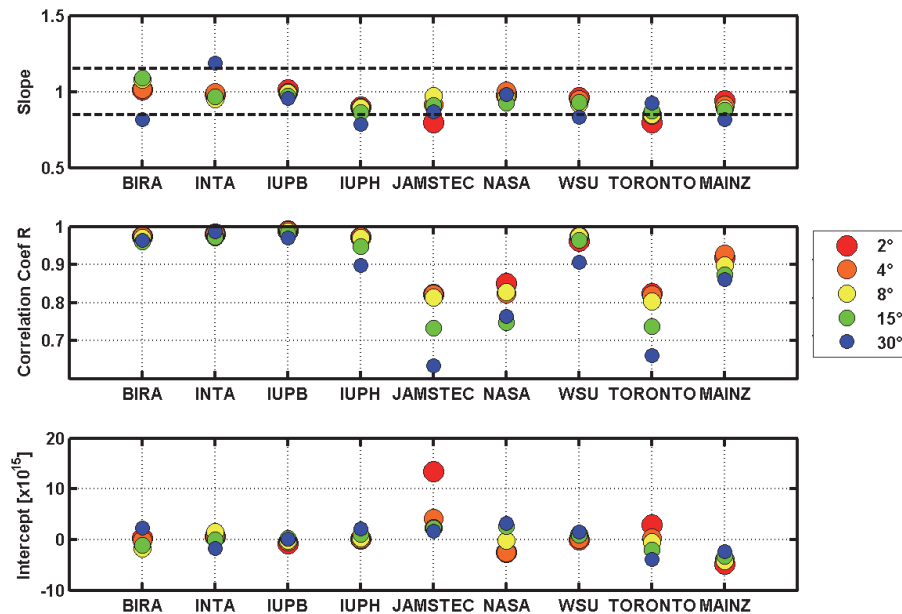 1.5
1
0.5
Slope
BIRA INTA IUPB IUPH JAMSTEC NASA WSU TORONTO MAINZ
1
0.9
0.8
0.7
Correlation Coef R
BIRA INTA IUPB IUPH JAMSTEC NASA WSU TORONTO MAINZ
2°
4°
8°
15°
30°
20
10
0
-10
Intercept [x10^15]
BIRA INTA IUPB IUPH JAMSTEC NASA WSU TORONTO MAINZ